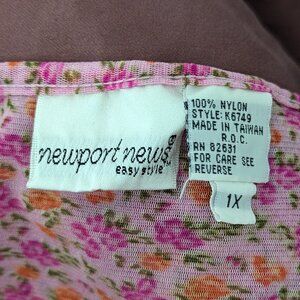 newport news
easy style
100% NYLON
STYLE: K6749
MADE IN TAIWAN
R.O.C.
RN 82631
FOR CARE SEE
REVERSE
1X